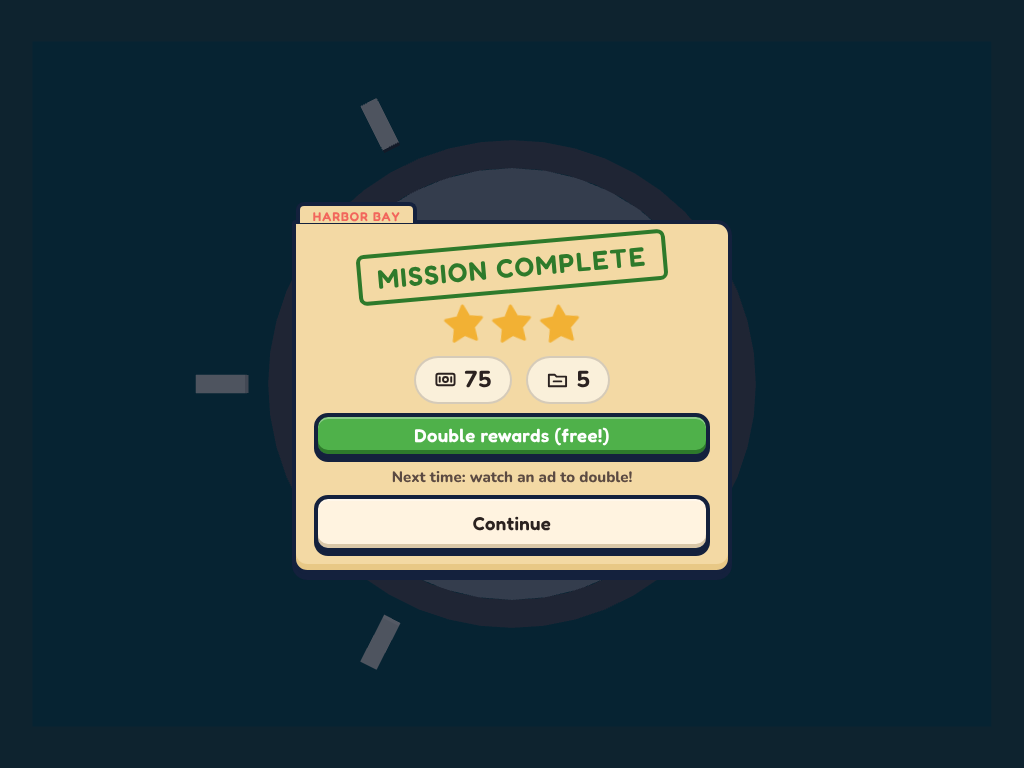 HARBOR BAY
MISSION COMPLETE
75 5
Double rewards (free!)
Next time: watch an ad to double!
Continue